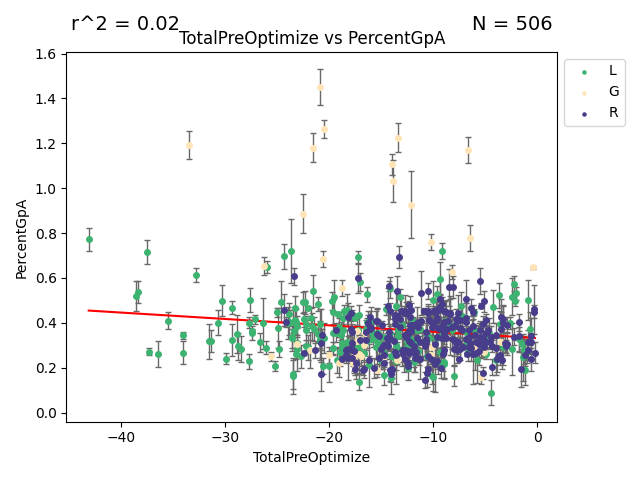 r^2 = 0.02 N = 506
TotalPreOptimize vs PercentGpA
1.6
1.4
1.2
1.0
0.8
0.6
0.4
0.2
0.0
PercentGpA
−40 −30 −20 −10 0
TotalPreOptimize
L
G
R